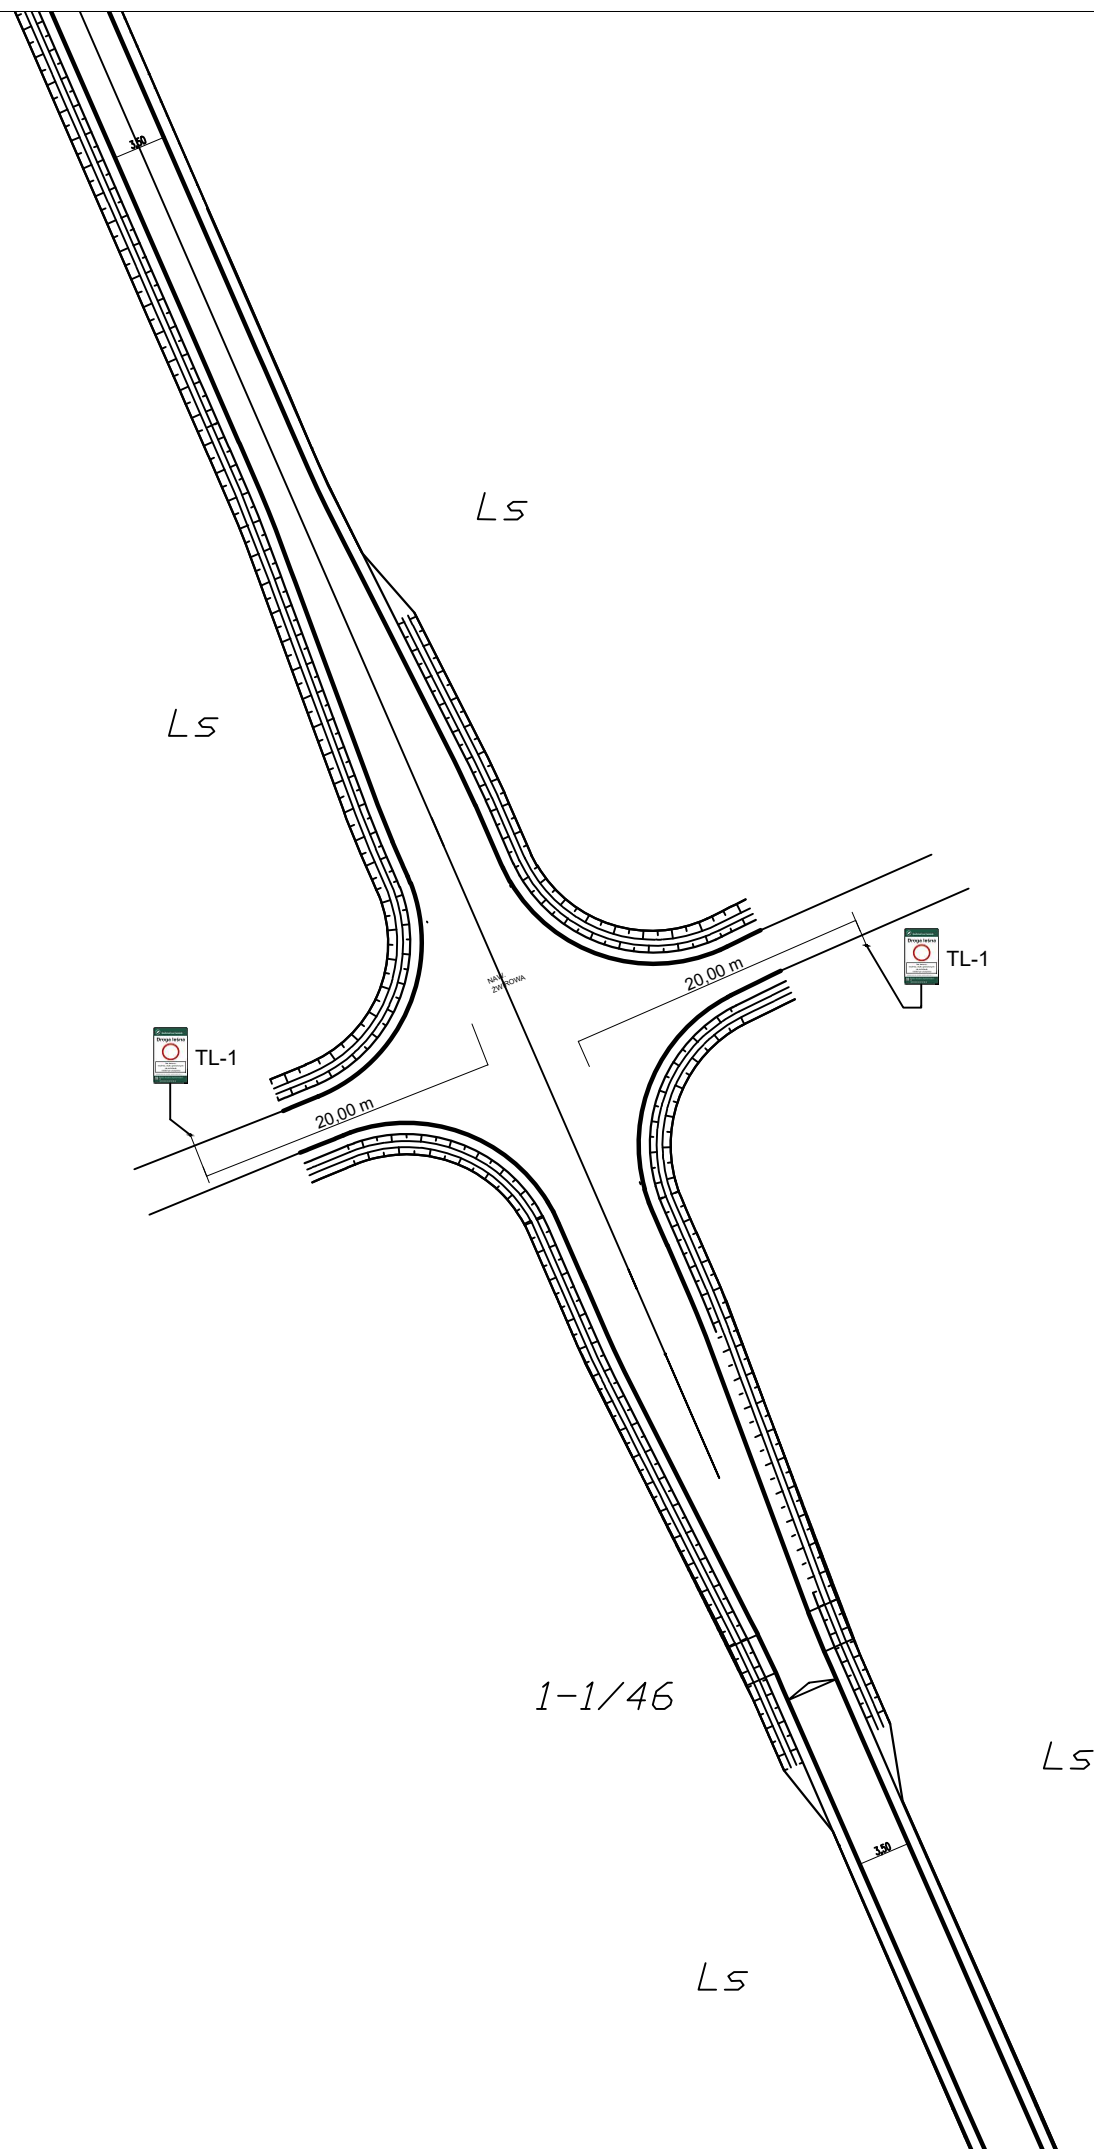 3,50
Ls
Ls
NAW.
ŻWIROWA
20,00 m
Droga leśna
TL-1
Droga leśna
TL-1
20,00 m
1-1/46
Ls
3,50
Ls